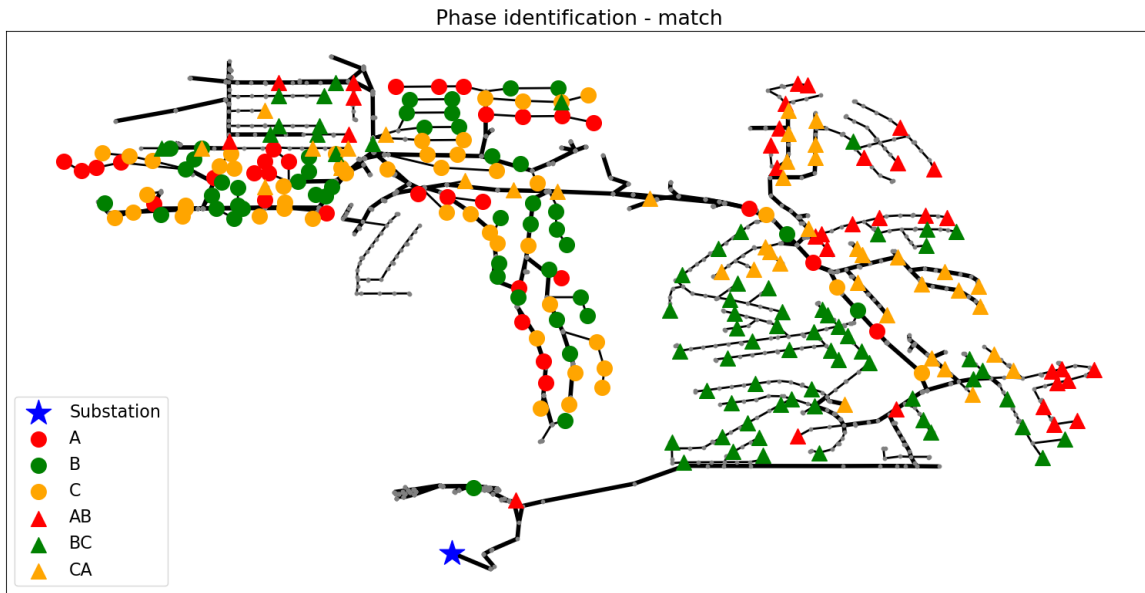 Phase identification - match
Substation
A
B
C
AB
BC
CA